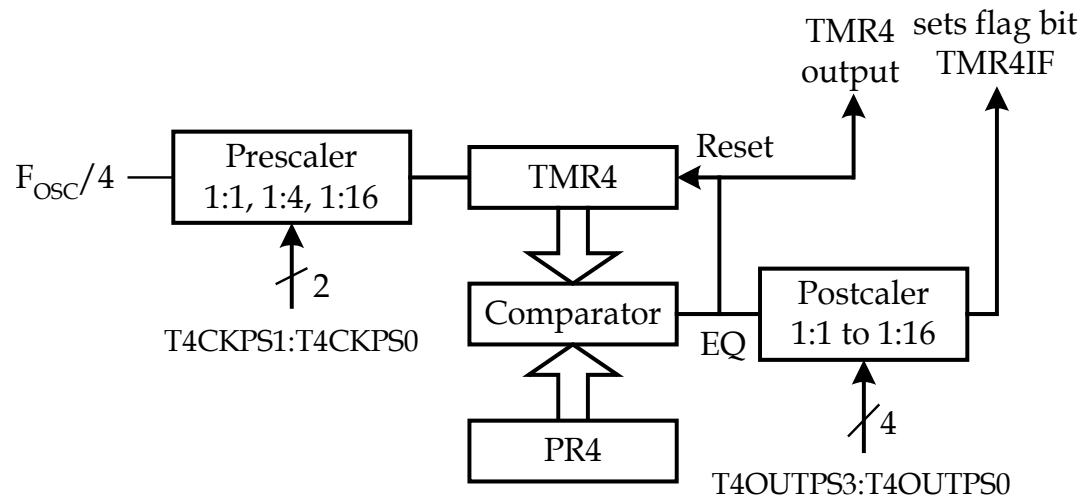 TMR4
output
sets flag bit
TMR4IF
Reset
F_OSC/4
Prescaler
1:1, 1:4, 1:16
TMR4
2
T4CKPS1:T4CKPS0
Comparator
EQ
Postcaler
1:1 to 1:16
PR4
4
T4OUTPS3:T4OUTPS0